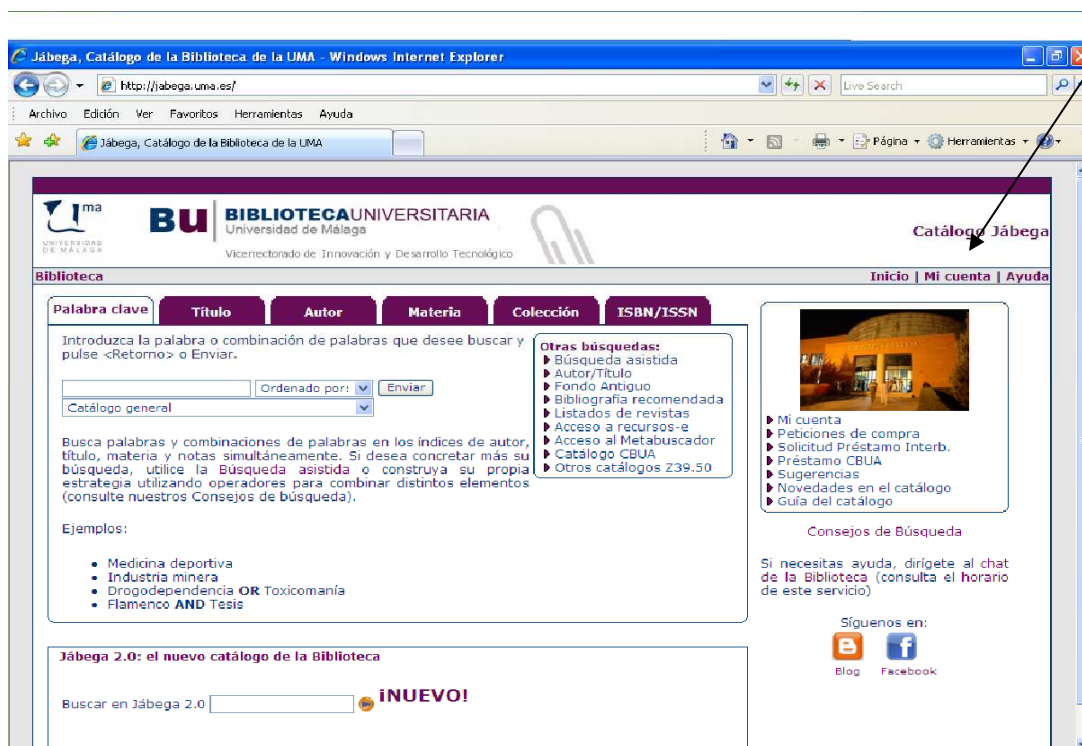 Jábega, Catálogo de la Biblioteca de la UMA - Windows Internet Explorer
http://jabega.uma.es/
Live Search
Archivo Edición Ver Favoritos Herramientas Ayuda
Jábega, Catálogo de la Biblioteca de la UMA
Página Herramientas
uma
UNIVERSIDAD
DE MÁLAGA
BU
BIBLIOTECAUNIVERSITARIA
Universidad de Málaga
Vicerrectorado de Innovación y Desarrollo Tecnológico
Catálogo Jábega
Biblioteca
Inicio | Mi cuenta | Ayuda
Palabra clave
Título
Autor
Materia
Colección
ISBN/ISSN
Introduzca la palabra o combinación de palabras que desee buscar y
pulse <Retorno> o Enviar.
Ordenado por:
Enviar
Catálogo general
Busca palabras y combinaciones de palabras en los índices de autor,
título, materia y notas simultáneamente. Si desea concretar más su
búsqueda, utilice la Búsqueda asistida o construya su propia
estrategia utilizando operadores para combinar distintos elementos
(consulte nuestros Consejos de búsqueda).
Ejemplos:
Medicina deportiva
Industria minera
Drogodependencia OR Toxicomanía
Flamenco AND Tesis
Otras búsquedas:
Búsqueda asistida
Autor/Título
Fondo Antiguo
Bibliografía recomendada
Listados de revistas
Acceso a recursos-e
Acceso al Metabuscador
Catálogo CBUA
Otros catálogos Z39.50
Mi cuenta
Peticiones de compra
Solicitud Préstamo Interb.
Préstamo CBUA
Sugerencias
Novedades en el catálogo
Guía del catálogo
Consejos de Búsqueda
Si necesitas ayuda, dirígete al chat
de la Biblioteca (consulta el horario
de este servicio)
Síguenos en:
Blog Facebook
Jábega 2.0: el nuevo catálogo de la Biblioteca
Buscar en Jábega 2.0
¡NUEVO!